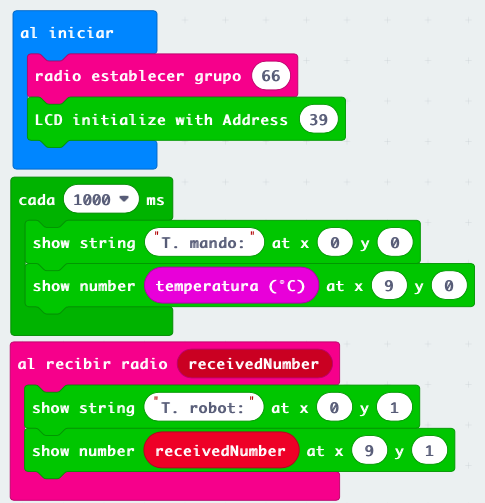 al iniciar
radio establecer grupo 66
LCD initialize with Address 39
cada 1000 ms
show string "T. mando:" at x 0 y 0
show number temperatura (°C) at x 9 y 0
al recibir radio receivedNumber
show string "T. robot:" at x 0 y 1
show number receivedNumber at x 9 y 1